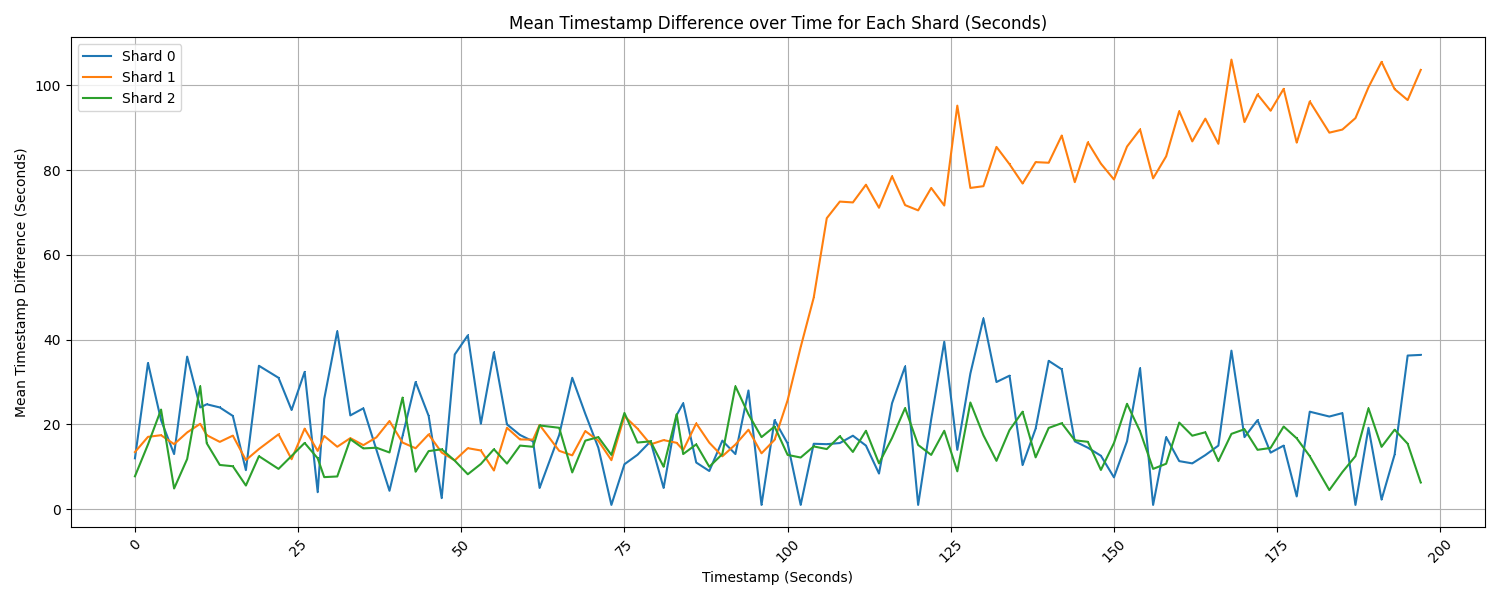 Mean Timestamp Difference over Time for Each Shard (Seconds)
Shard 0
Shard 1
Shard 2
Mean Timestamp Difference (Seconds)
100
80
60
40
20
0
0
25
50
75
100
125
150
175
200
Timestamp (Seconds)